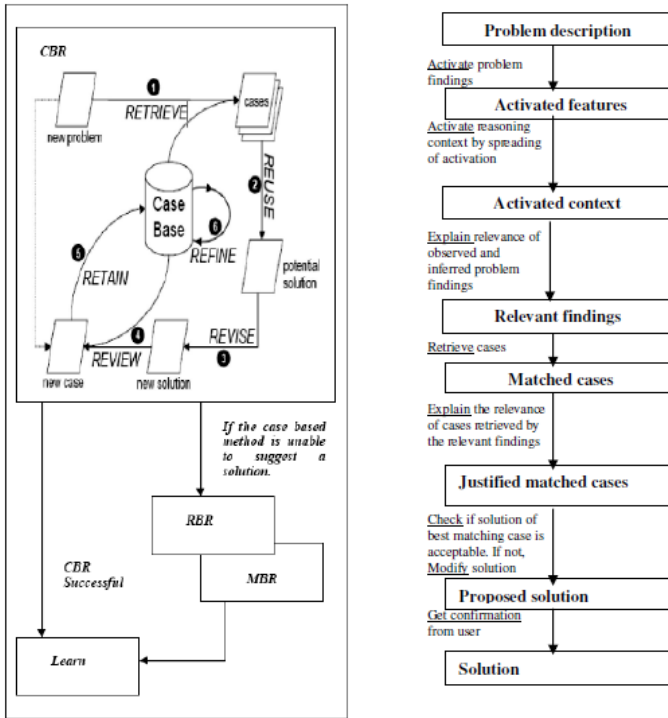 CBR
1
RETRIEVE
new problem
cases
2
REUSE
Case
Base
6
REFINE
5
RETAIN
potential
solution
REVISE
4
REVIEW
3
new case
new solution
If the case based
method is unable
to suggest a
solution.
RBR
MBR
CBR
Successful
Learn
Problem description
Activate problem
findings
Activated features
Activate reasoning
context by spreading
of activation
Activated context
Explain relevance of
observed and
inferred problem
findings
Relevant findings
Retrieve cases
Matched cases
Explain the relevance
of cases retrieved by
the relevant findings
Justified matched cases
Check if solution of
best matching case is
acceptable. If not,
Modify solution
Proposed solution
Get confirmation
from user
Solution